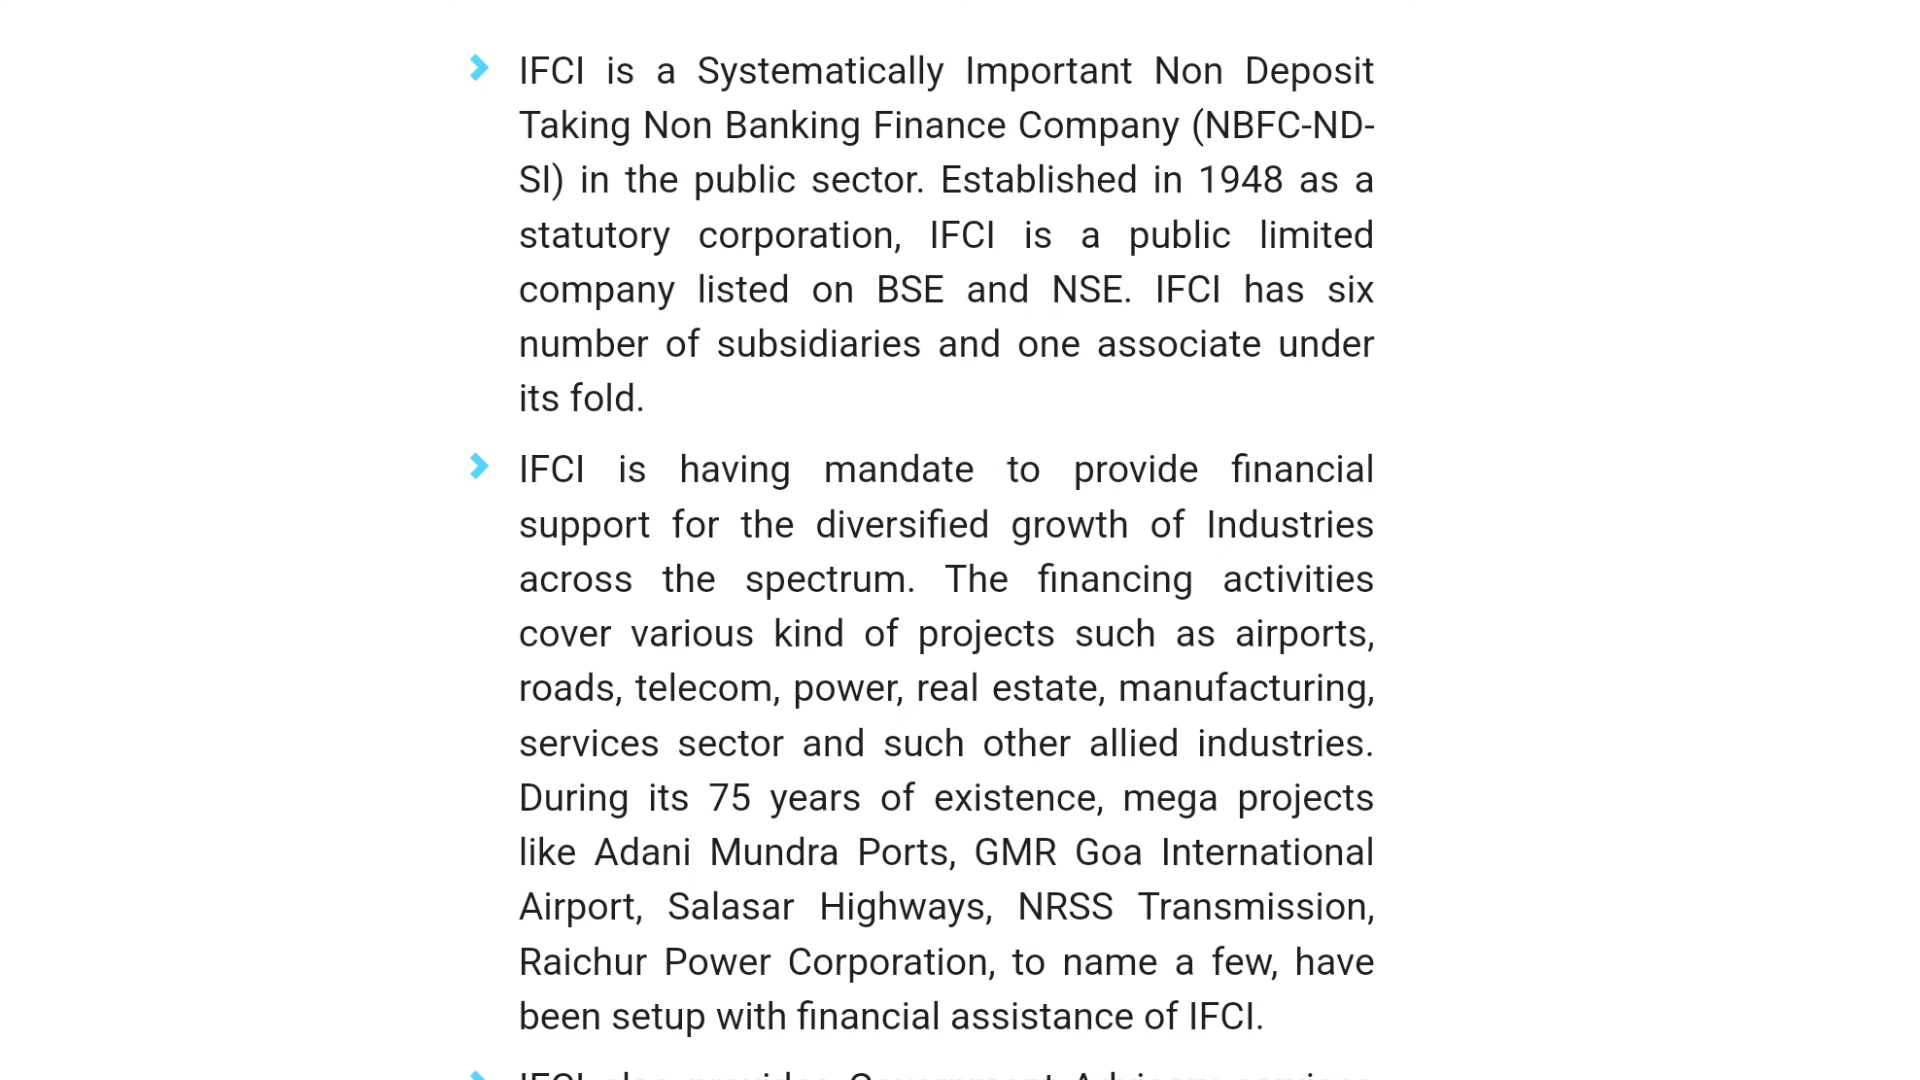 IFCI is a Systematically Important Non Deposit
Taking Non Banking Finance Company (NBFC-ND-
SI) in the public sector. Established in 1948 as a
statutory corporation, IFCI is a public limited
company listed on BSE and NSE. IFCI has six
number of subsidiaries and one associate under
its fold.
IFCI is having mandate to provide financial
support for the diversified growth of Industries
across the spectrum. The financing activities
cover various kind of projects such as airports,
roads, telecom, power, real estate, manufacturing,
services sector and such other allied industries.
During its 75 years of existence, mega projects
like Adani Mundra Ports, GMR Goa International
Airport, Salasar Highways, NRSS Transmission,
Raichur Power Corporation, to name a few, have
been setup with financial assistance of IFCI.
IFCI also provides Government Advisory services